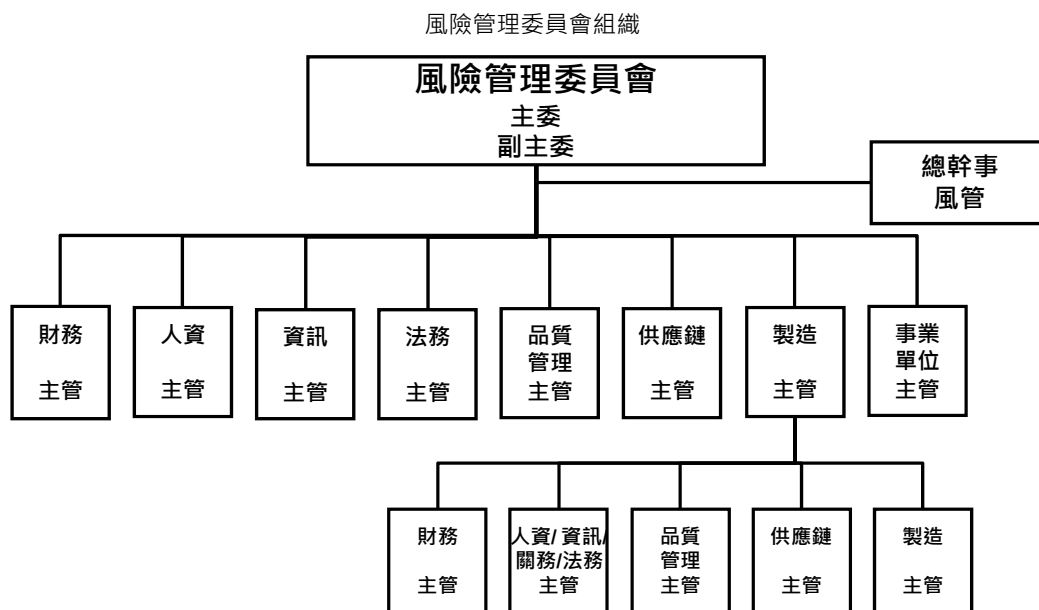 風險管理委員會組織
風險管理委員會
主委
副主委
總幹事
風管
財務
主管
人資
主管
資訊
主管
法務
主管
品質
管理
主管
供應鏈
主管
製造
主管
事業
單位
主管
財務
主管
人資/ 資訊/
關務/法務
主管
品質
管理
主管
供應鏈
主管
製造
主管